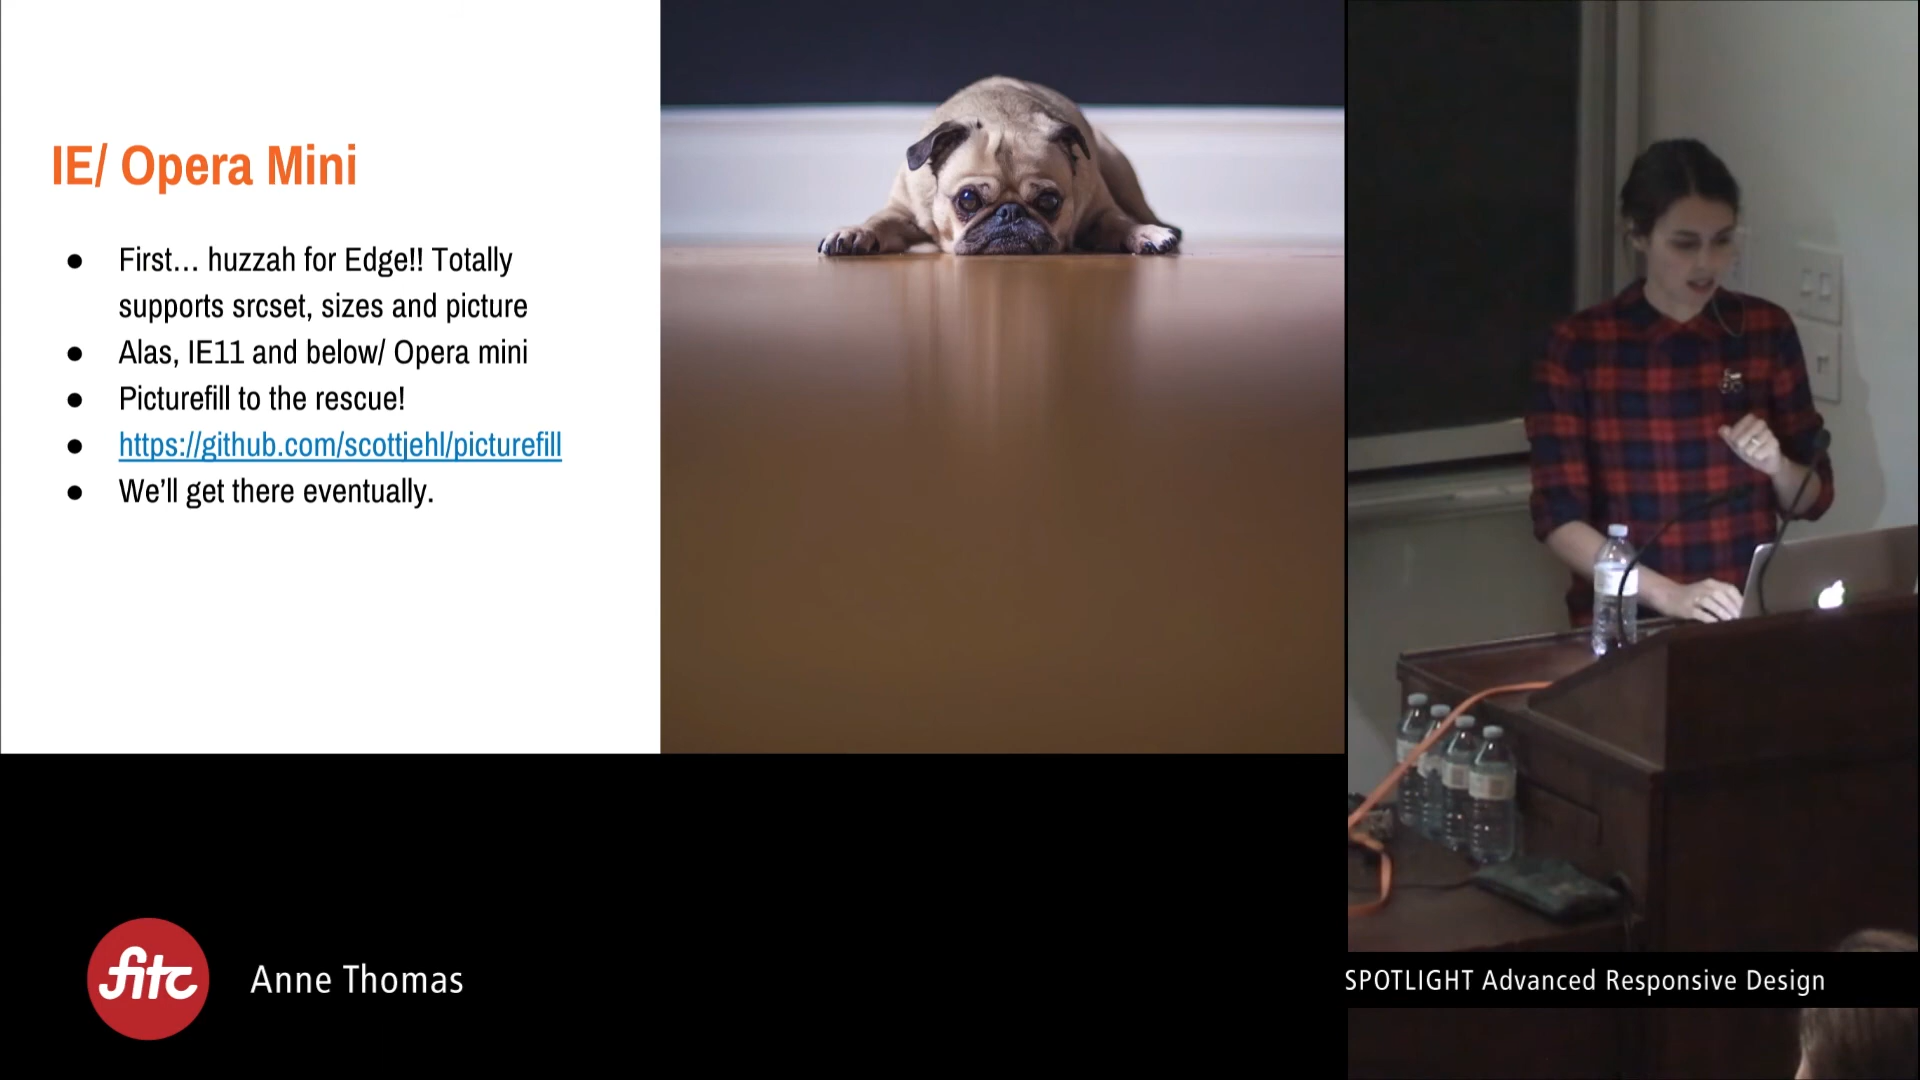 IE/ Opera Mini
● First… huzzah for Edge!! Totally
supports srcset, sizes and picture
● Alas, IE11 and below/ Opera mini
● Picturefill to the rescue!
● https://github.com/scottjehl/picturefill
● We’ll get there eventually.
fitc
Anne Thomas
SPOTLIGHT Advanced Responsive Design